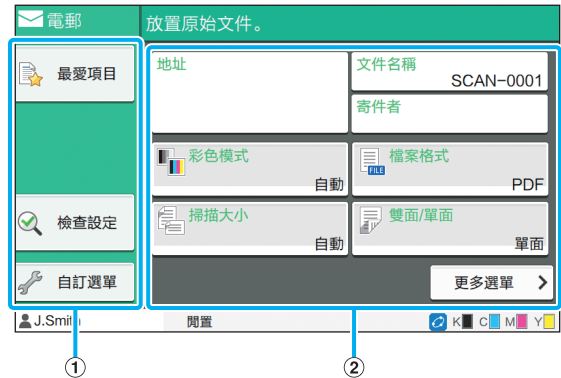 電郵
放置原始文件。
最愛項目
檢查設定
自訂選單
地址
文件名稱
SCAN-0001
寄件者
彩色模式
自動
檔案格式
FILE
PDF
掃描大小
自動
雙面/單面
單面
更多選單
J.Smith
閒置
K C M Y
1
2